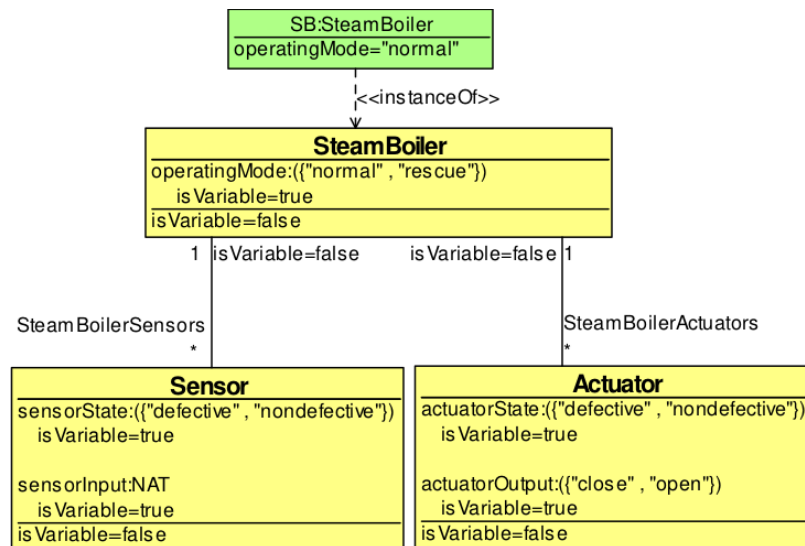 SB:SteamBoiler
operatingMode="normal"
<<instanceOf>>
SteamBoiler
operatingMode:({"normal" , "rescue"})
isVariable=true
isVariable=false
1 isVariable=false
isVariable=false 1
SteamBoilerSensors
*
SteamBoilerActuators
*
Sensor
sensorState:({"defective" , "nondefective"})
isVariable=true
sensorInput:NAT
isVariable=true
isVariable=false
Actuator
actuatorState:({"defective" , "nondefective"})
isVariable=true
actuatorOutput:({"close" , "open"})
isVariable=true
isVariable=false